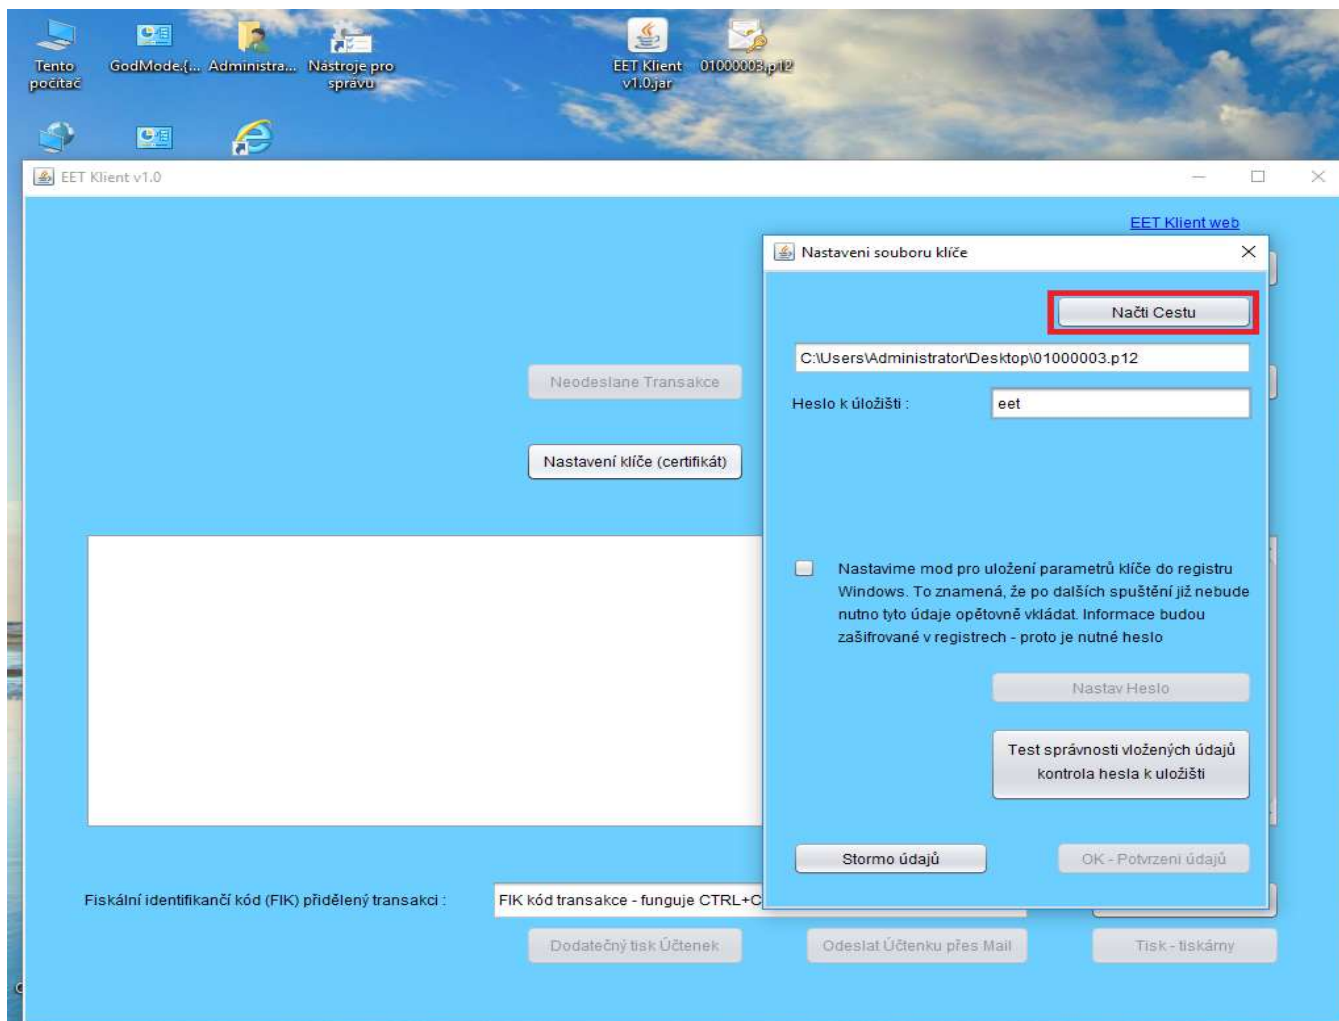 Tento počítač
GodMode.{...
Administra...
Nástroje pro správu
EET Klient v1.0.jar
01000003.p12
EET Klient v1.0
EET Klient web
Nastaveni souboru klíče
Načti Cestu
C:\Users\Administrator\Desktop\01000003.p12
Neodeslane Transakce
Heslo k úložišti :
eet
Nastavení klíče (certifikát)
Nastavime mod pro uložení parametrů klíče do registru
Windows. To znamená, že po dalších spuštění již nebude
nutno tyto údaje opětovně vkládat. Informace budou
zašifrované v registrech - proto je nutné heslo
Nastav Heslo
Test správnosti vložených údajů
kontrola hesla k uložišti
Stormo údajů
OK - Potvrzeni údajů
Fiskální identifikančí kód (FIK) přidělený transakci :
FIK kód transakce - funguje CTRL+C
Dodatečný tisk Účtenek
Odeslat Účtenku přes Mail
Tisk - tiskárny